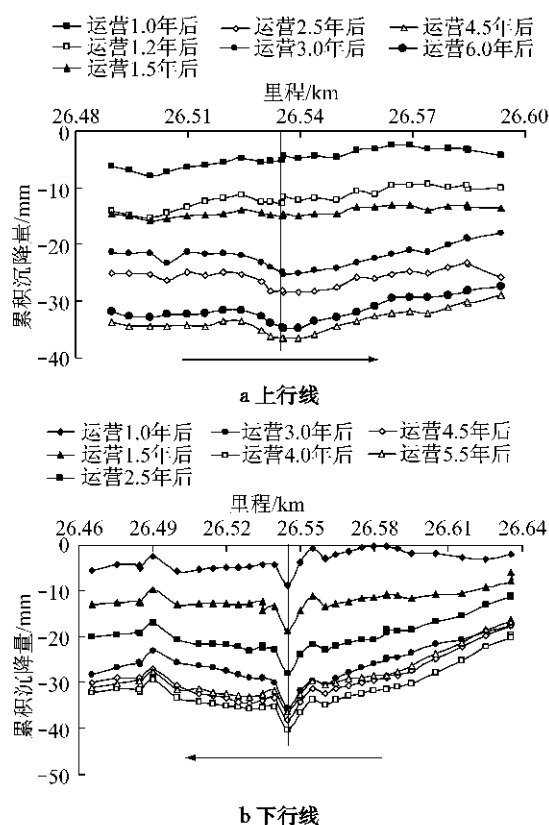 运营1.0年后 运营2.5年后 运营4.5年后
运营1.2年后 运营3.0年后 运营6.0年后
运营1.5年后
里程/km
26.48 26.51 26.54 26.57 26.60
0
-10
-20
-30
-40
累积沉降量/mm
a 上行线
运营1.0年后 运营3.0年后 运营4.5年后
运营1.5年后 运营4.0年后 运营5.5年后
运营2.5年后
里程/km
26.46 26.49 26.52 26.55 26.58 26.61 26.64
0
-10
-20
-30
-40
-50
累积沉降量/mm
b 下行线